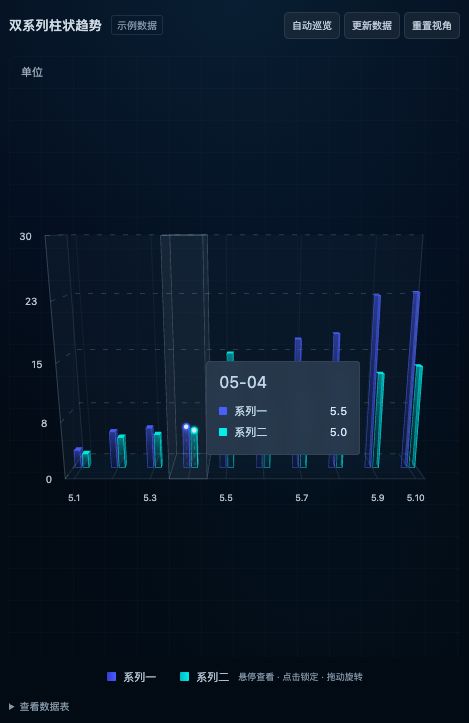 双系列柱状趋势 示例数据 自动巡览 更新数据 重置视角
单位
30
23
15
8
0
05-04
系列一 5.5
系列二 5.0
5.1 5.3 5.5 5.7 5.9 5.10
系列一 系列二 悬停查看 · 点击锁定 · 拖动旋转
▶ 查看数据表